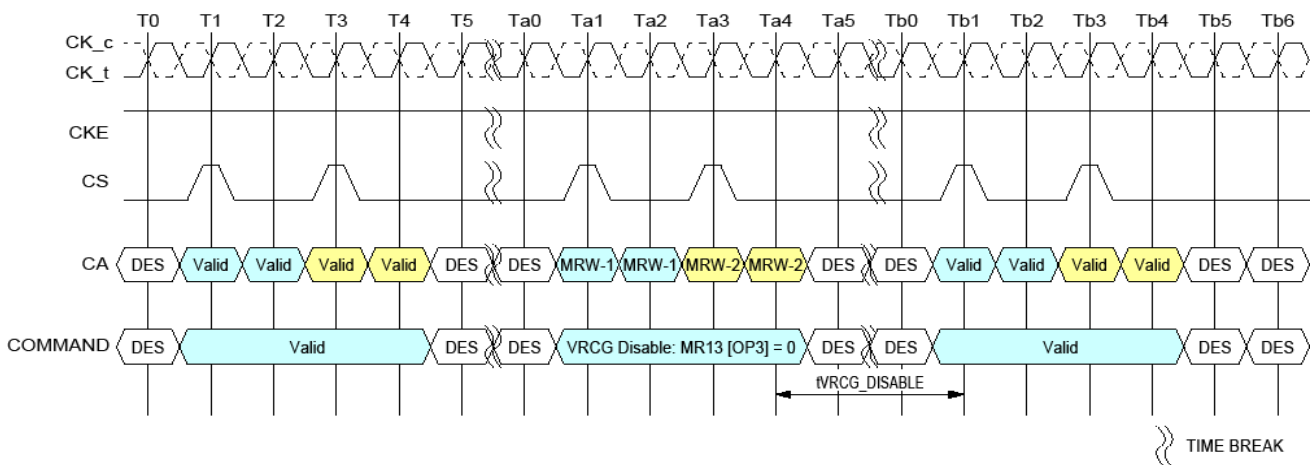 T0 T1 T2 T3 T4 T5 Ta0 Ta1 Ta2 Ta3 Ta4 Ta5 Tb0 Tb1 Tb2 Tb3 Tb4 Tb5 Tb6
CK_c
CK_t
CKE
CS
CA DES Valid Valid Valid Valid DES DES MRW-1 MRW-1 MRW-2 MRW-2 DES DES Valid Valid Valid Valid DES DES
COMMAND DES Valid DES DES VRCG Disable: MR13 [OP3] = 0 DES DES Valid DES DES
tVRCG_DISABLE
TIME BREAK